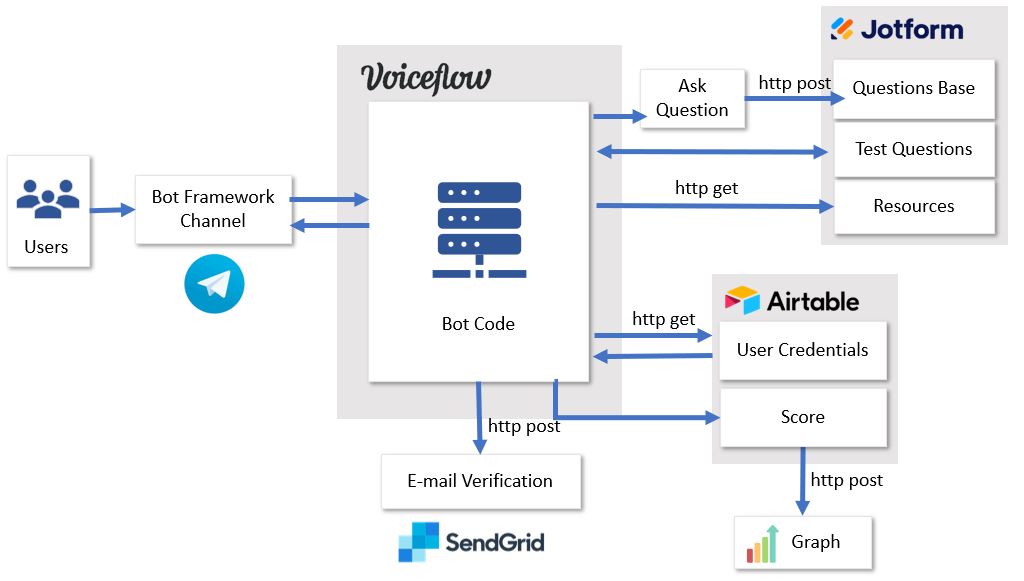 Jotform
Voiceflow
Ask
Question
http post
Questions Base
Test Questions
http get
Resources
Users
Bot Framework
Channel
Bot Code
Airtable
http get
User Credentials
Score
http post
E-mail Verification
http post
SendGrid
Graph